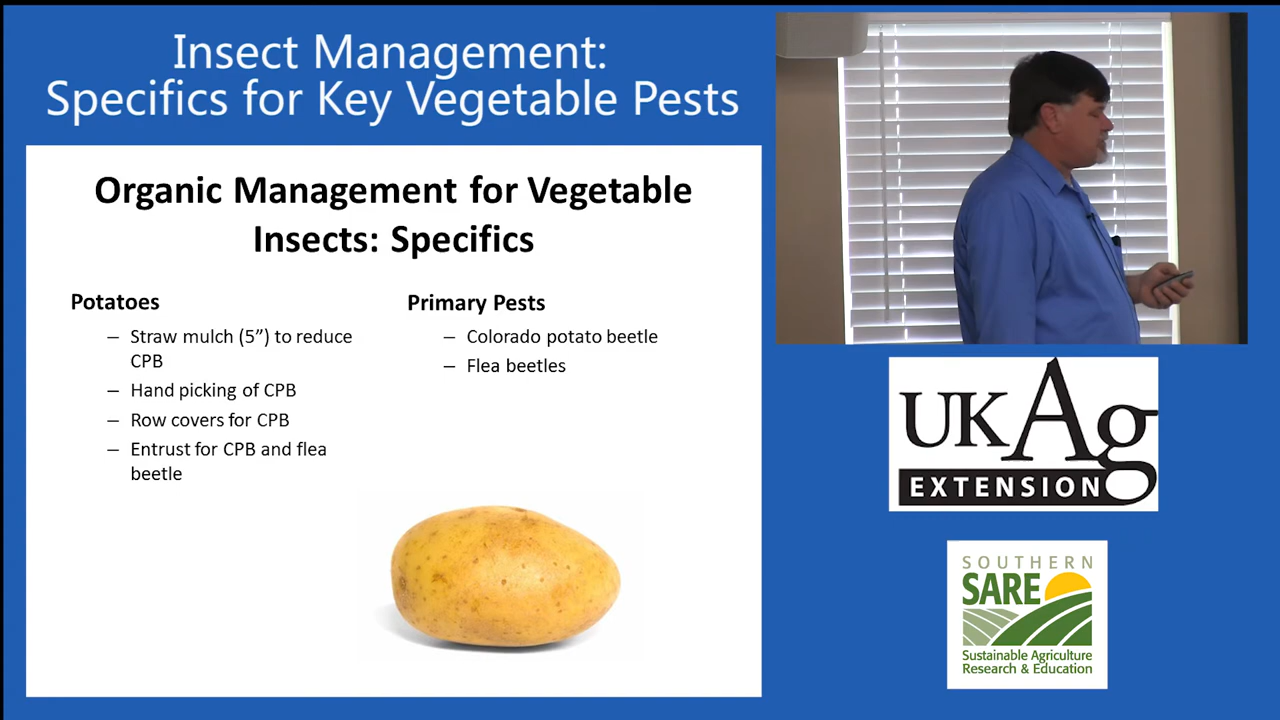 Insect Management:
Specifics for Key Vegetable Pests
Organic Management for Vegetable
Insects: Specifics
Potatoes
– Straw mulch (5”) to reduce
CPB
– Hand picking of CPB
– Row covers for CPB
– Entrust for CPB and flea
beetle
Primary Pests
– Colorado potato beetle
– Flea beetles
UKAg
EXTENSION
SOUTHERN
SARE
Sustainable Agriculture
Research & Education